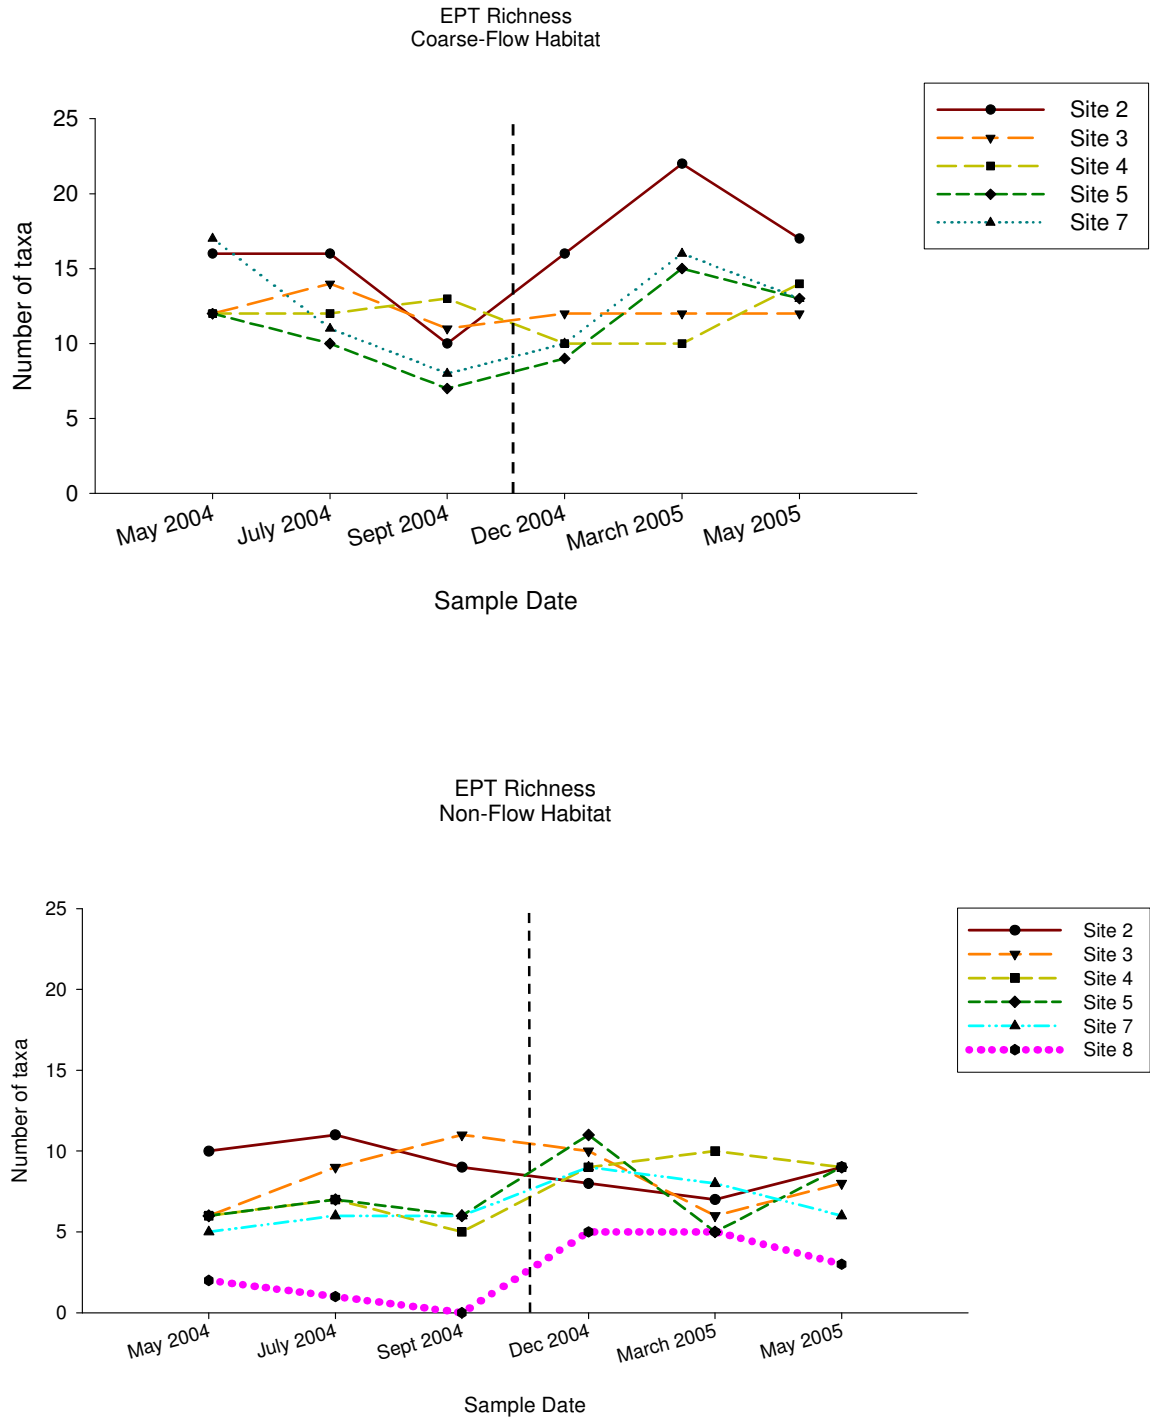 EPT Richness
Coarse-Flow Habitat
Site 2
Site 3
Site 4
Site 5
Site 7
25
20
15
10
5
0
Number of taxa
May 2004 July 2004 Sept 2004 Dec 2004 March 2005 May 2005
Sample Date
EPT Richness
Non-Flow Habitat
Site 2
Site 3
Site 4
Site 5
Site 7
Site 8
25
20
15
10
5
0
Number of taxa
May 2004 July 2004 Sept 2004 Dec 2004 March 2005 May 2005
Sample Date